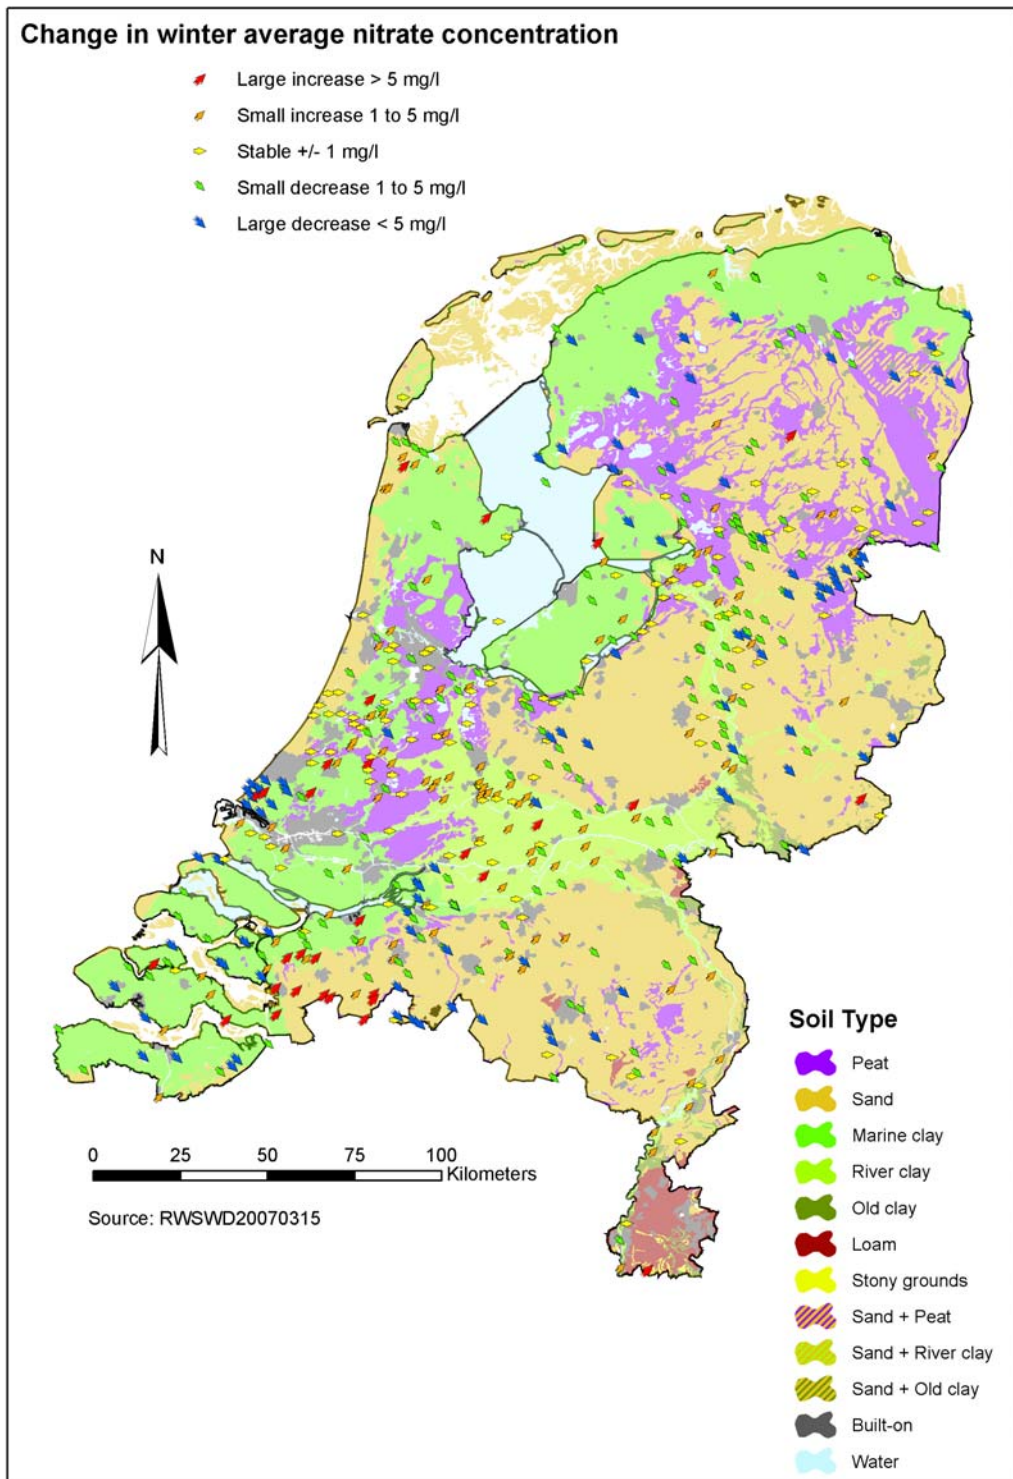 Change in winter average nitrate concentration
Large increase > 5 mg/l
Small increase 1 to 5 mg/l
Stable +/- 1 mg/l
Small decrease 1 to 5 mg/l
Large decrease < 5 mg/l
N
Soil Type
Peat
Sand
Marine clay
River clay
Old clay
Loam
Stony grounds
Sand + Peat
Sand + River clay
Sand + Old clay
Built-on
Water
0 25 50 75 100
Kilometers
Source: RWSWD20070315